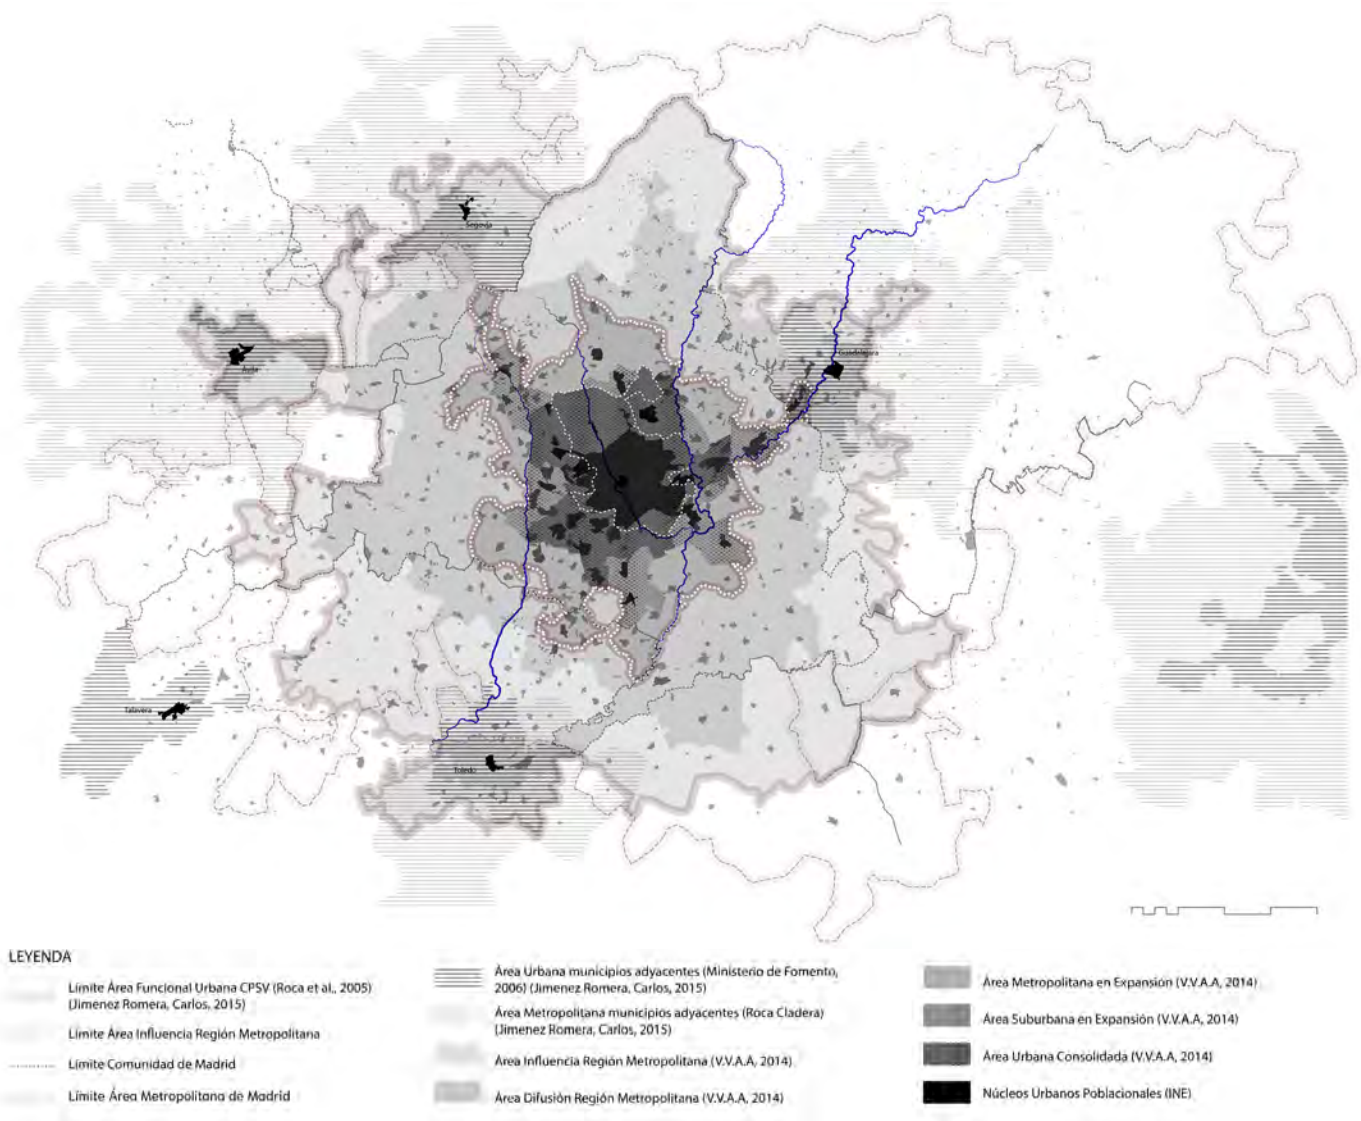 Segovia
Ávila
Guadalajara
Talavera
Toledo
LEYENDA
Límite Área Funcional Urbana CPSV (Roca et al., 2005)
(Jimenez Romera, Carlos, 2015)
Límite Área Influencia Región Metropolitana
Límite Comunidad de Madrid
Límite Área Metropolitana de Madrid
Área Urbana municipios adyacentes (Ministerio de Fomento,
2006) (Jimenez Romera, Carlos, 2015)
Área Metropolitana municipios adyacentes (Roca Cladera)
(Jimenez Romera, Carlos, 2015)
Área Influencia Región Metropolitana (V.V.A.A, 2014)
Área Difusión Región Metropolitana (V.V.A.A, 2014)
Área Metropolitana en Expansión (V.V.A.A, 2014)
Área Suburbana en Expansión (V.V.A.A, 2014)
Área Urbana Consolidada (V.V.A.A, 2014)
Núcleos Urbanos Poblacionales (INE)